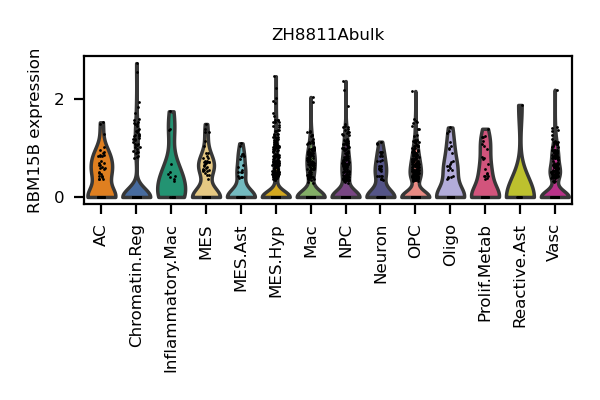 ZH8811Abulk
RBM15B expression
2
0
AC
Chromatin.Reg
Inflammatory.Mac
MES
MES.Ast
MES.Hyp
Mac
NPC
Neuron
OPC
Oligo
Prolif.Metab
Reactive.Ast
Vasc